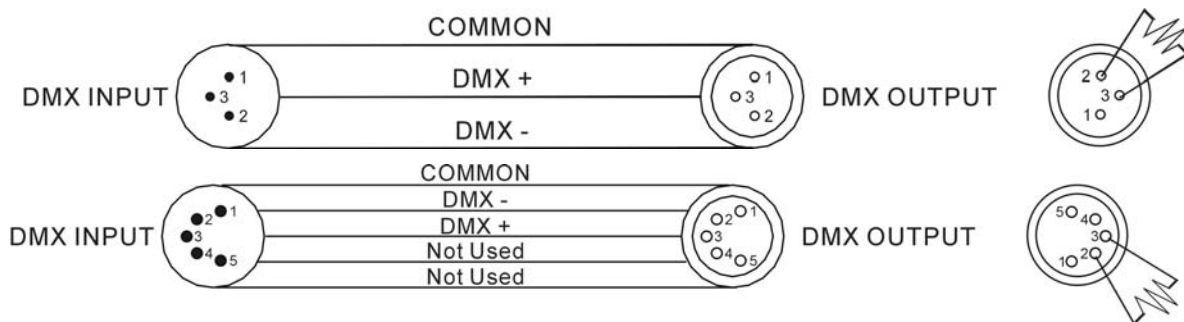 COMMON
DMX INPUT
1
3
2
DMX +
DMX -
1
3
2
DMX OUTPUT
2
3
1
COMMON
DMX -
DMX +
Not Used
Not Used
DMX INPUT
1
2
3
4
5
1
2
3
4
5
DMX OUTPUT
5
4
3
2
1